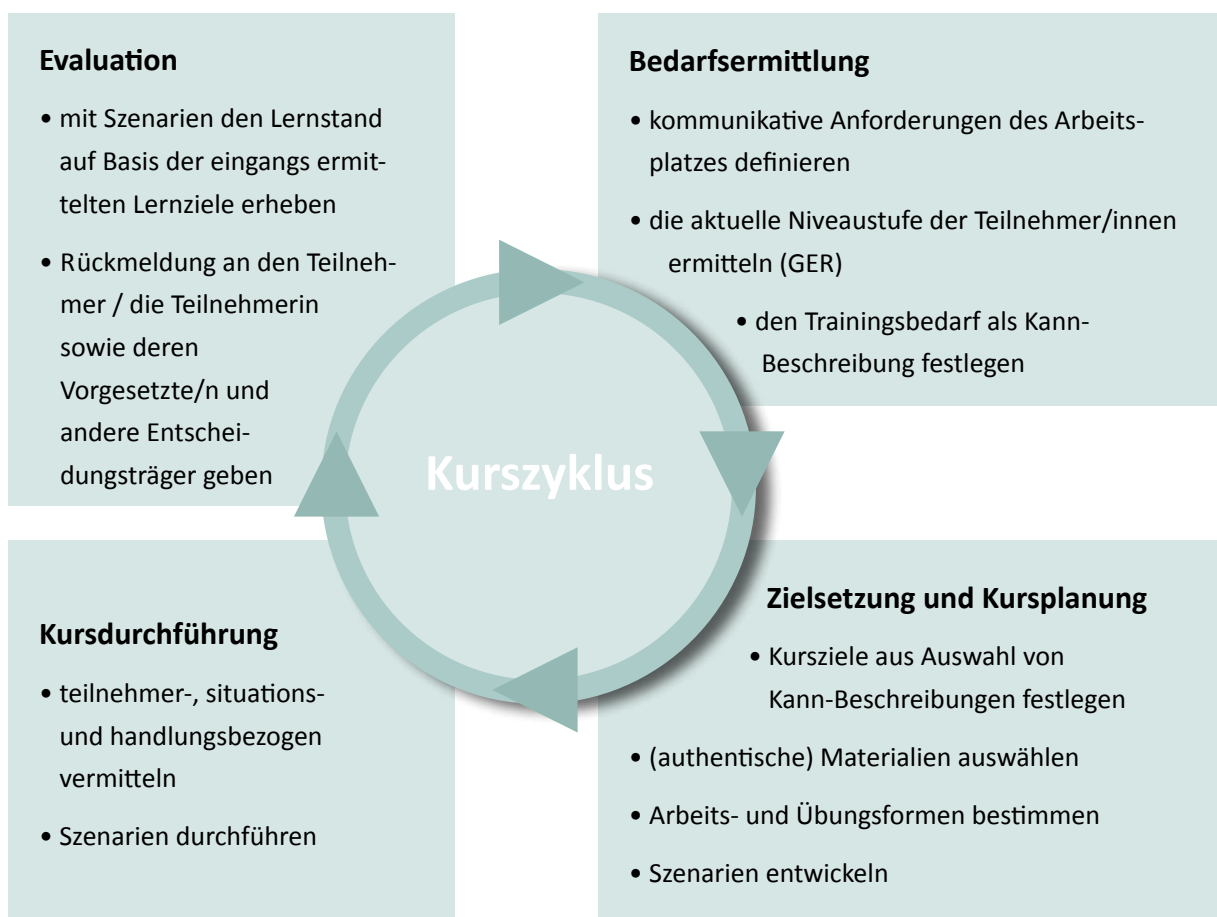 Evaluation
• mit Szenarien den Lernstand
auf Basis der eingangs ermit-
telten Lernziele erheben
• Rückmeldung an den Teilneh-
mer / die Teilnehmerin
sowie deren
Vorgesetzte/n und
andere Entschei-
dungsträger geben
Bedarfsermittlung
• kommunikative Anforderungen des Arbeits-
platzes definieren
• die aktuelle Niveaustufe der Teilnehmer/innen
ermitteln (GER)
• den Trainingsbedarf als Kann-
Beschreibung festlegen
Kurszyklus
Kursdurchführung
• teilnehmer-, situations-
und handlungsbezogen
vermitteln
• Szenarien durchführen
Zielsetzung und Kursplanung
• Kursziele aus Auswahl von
Kann-Beschreibungen festlegen
• (authentische) Materialien auswählen
• Arbeits- und Übungsformen bestimmen
• Szenarien entwickeln